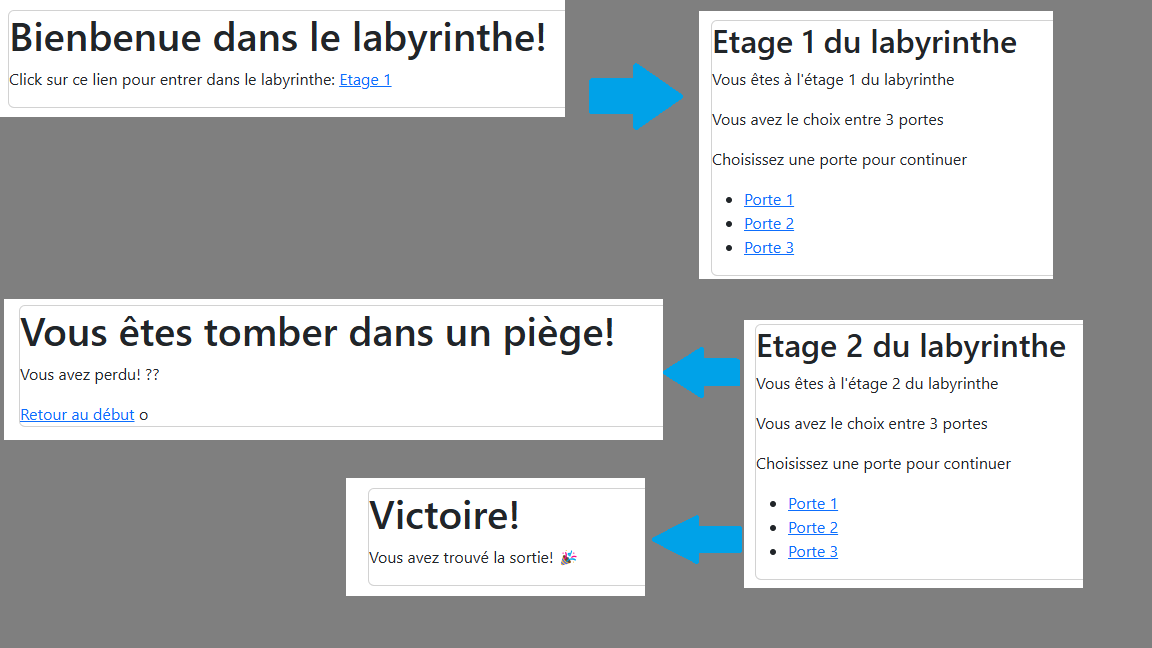 Bienbenue dans le labyrinthe!
Click sur ce lien pour entrer dans le labyrinthe: Etage 1
Etage 1 du labyrinthe
Vous êtes à l'étage 1 du labyrinthe
Vous avez le choix entre 3 portes
Choisissez une porte pour continuer
Porte 1
Porte 2
Porte 3
Vous êtes tomber dans un piège!
Vous avez perdu! ??
Retour au début o
Etage 2 du labyrinthe
Vous êtes à l'étage 2 du labyrinthe
Vous avez le choix entre 3 portes
Choisissez une porte pour continuer
Porte 1
Porte 2
Porte 3
Victoire!
Vous avez trouvé la sortie! 🎉